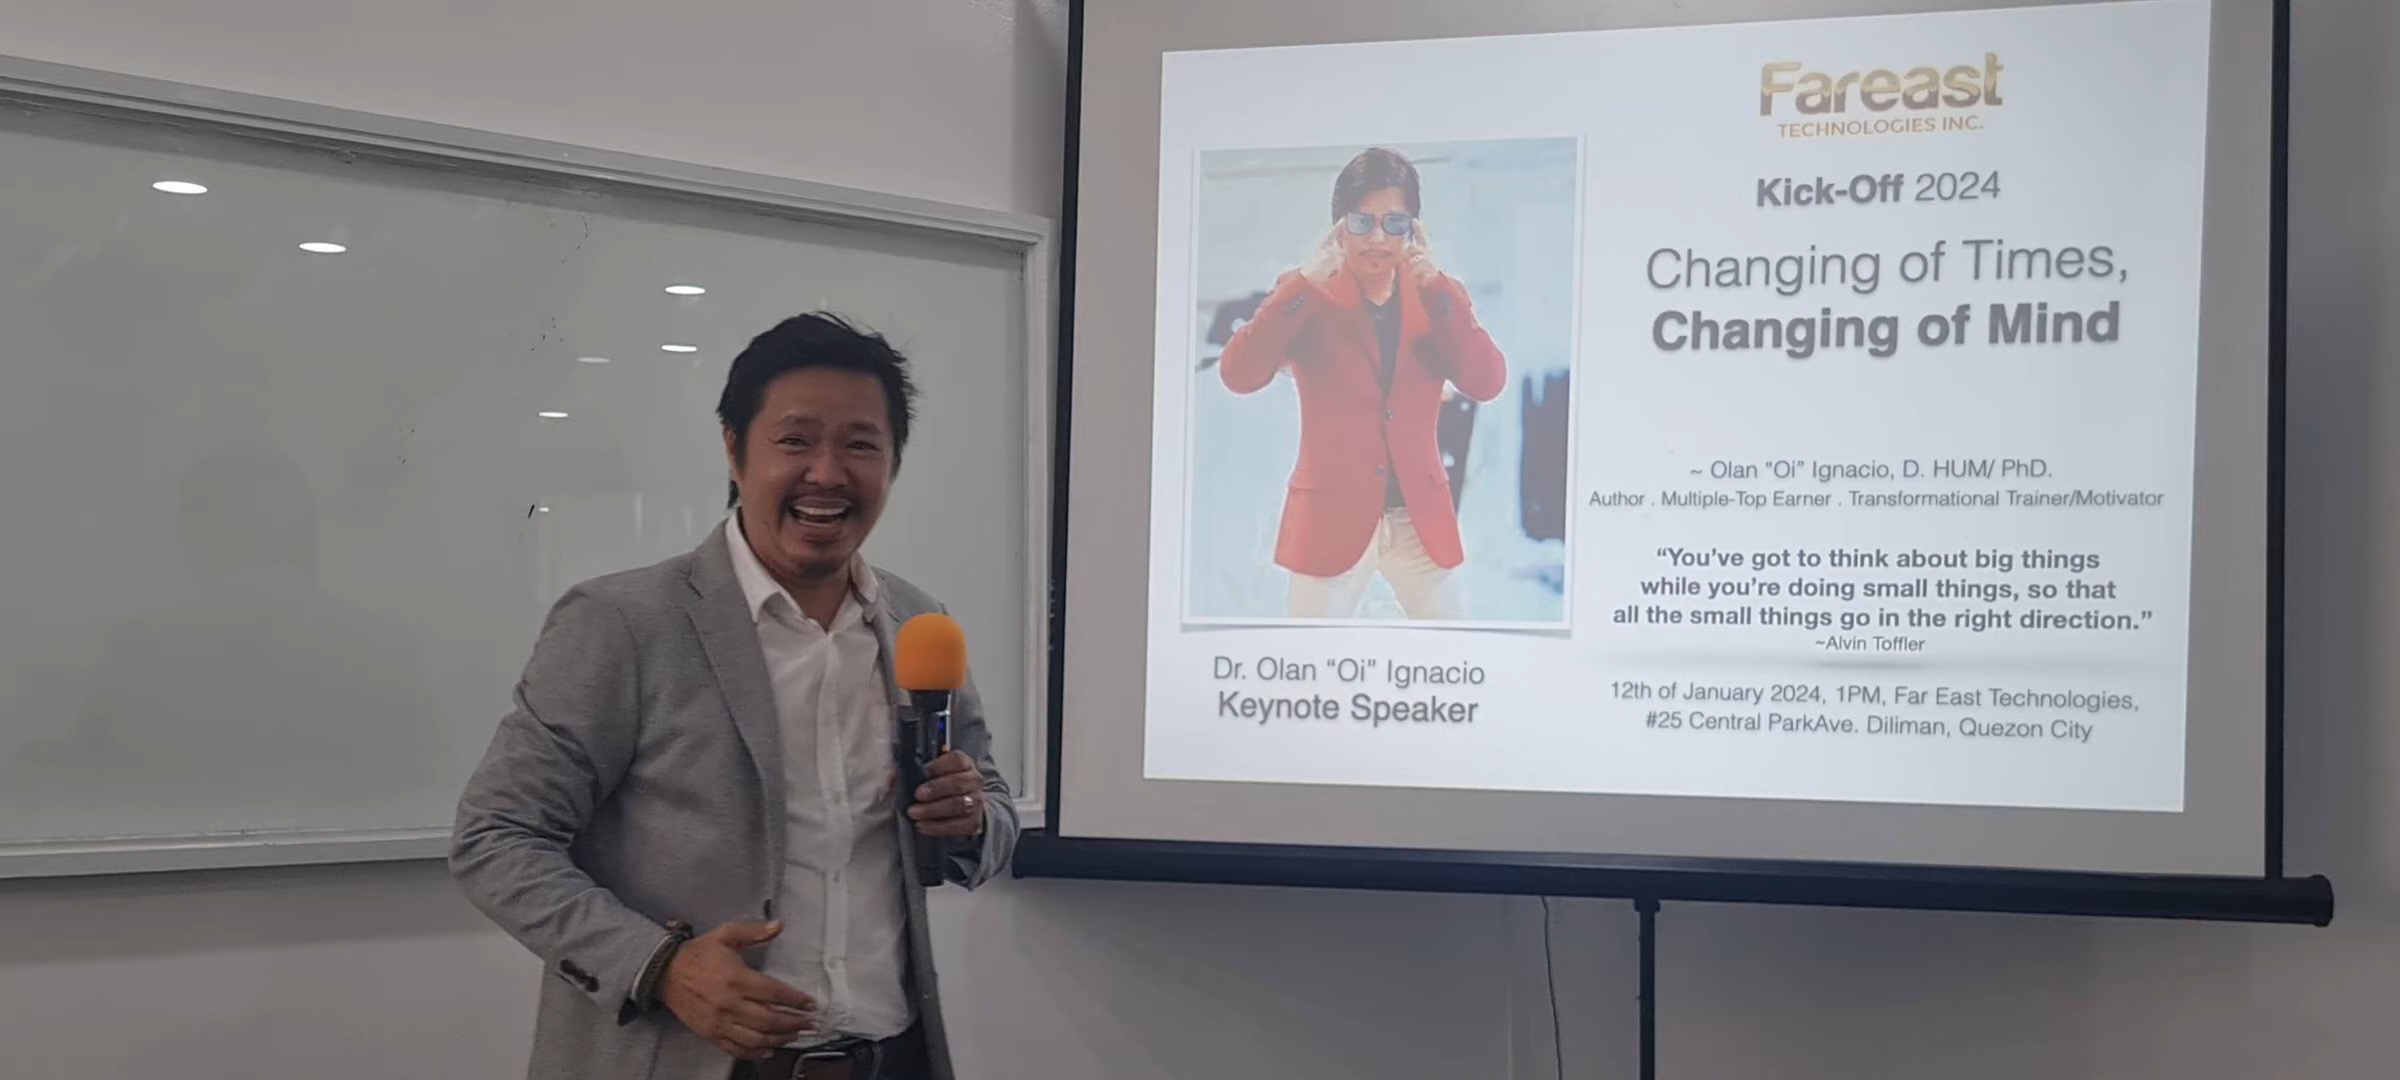 Fareast
TECHNOLOGIES INC.
Kick-Off 2024
Changing of Times,
Changing of Mind
~ Olan "Oi" Ignacio, D. HUM/ PhD.
Author . Multiple-Top Earner . Transformational Trainer/Motivator
“You’ve got to think about big things
while you’re doing small things, so that
all the small things go in the right direction.”
~Alvin Toffler
12th of January 2024, 1PM, Far East Technologies,
#25 Central ParkAve. Diliman, Quezon City
Dr. Olan “Oi” Ignacio
Keynote Speaker